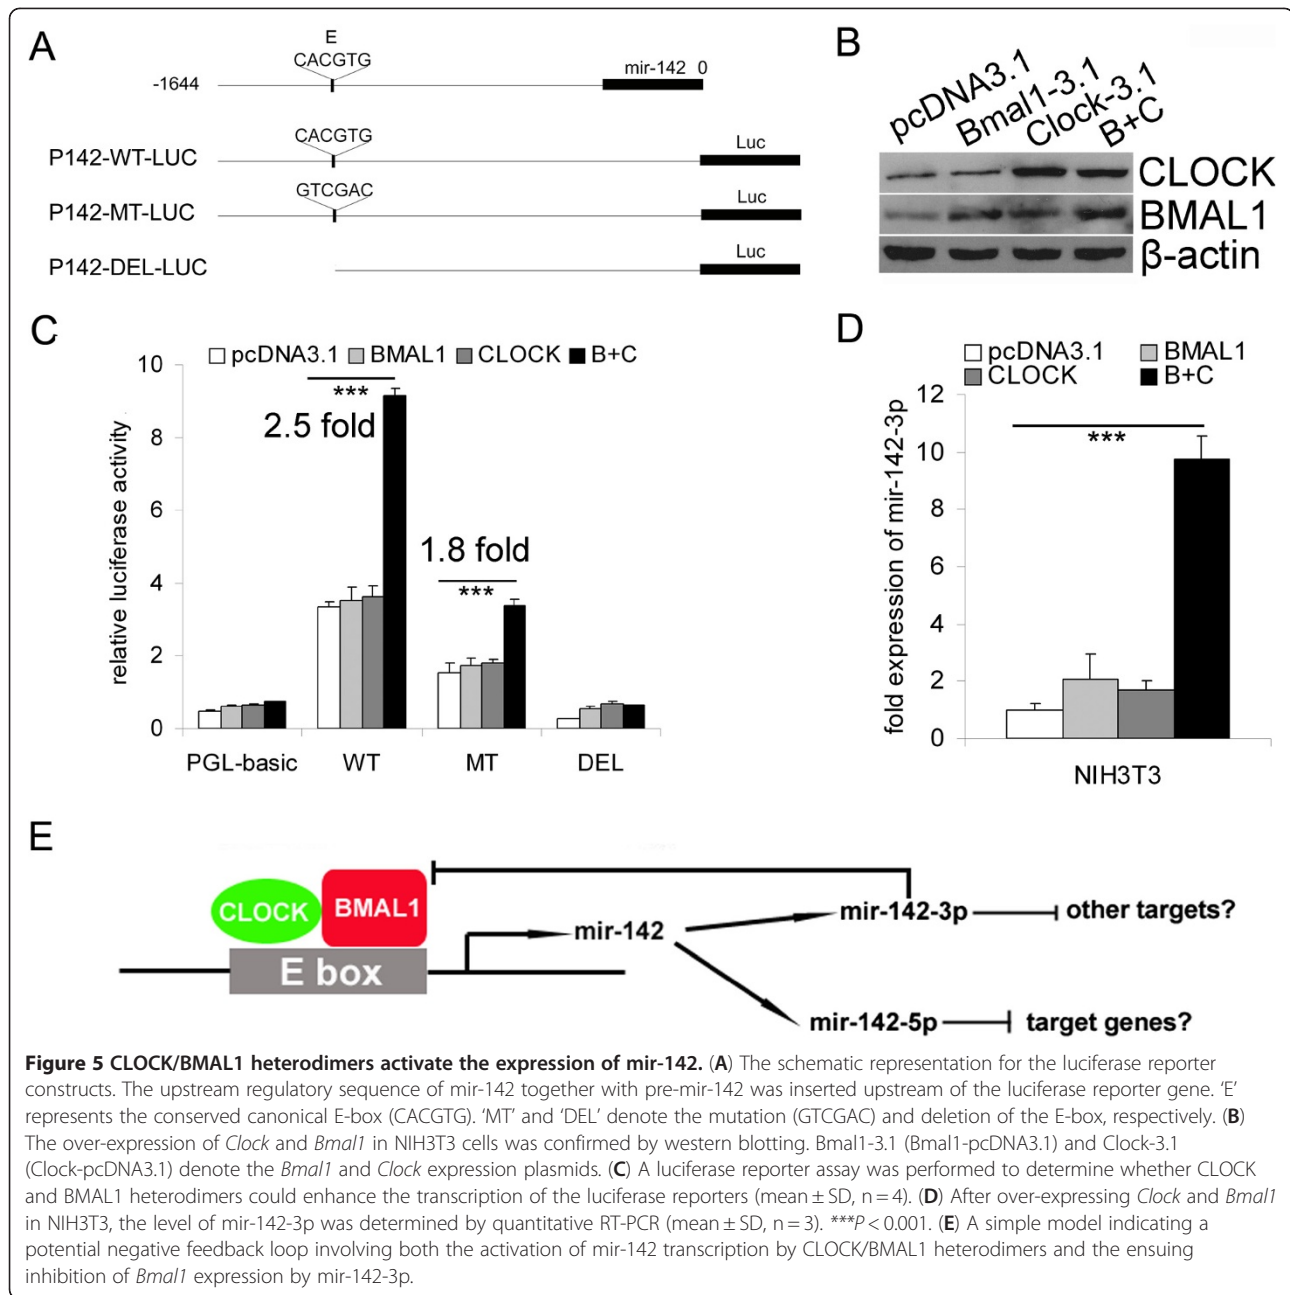 A
E
CACGTG
-1644
mir-142 0
P142-WT-LUC
CACGTG
Luc
P142-MT-LUC
GTCGAC
Luc
P142-DEL-LUC
Luc
B
pcDNA3.1
Bmal1-3.1
Clock-3.1
B+C
CLOCK
BMAL1
β-actin
C
pcDNA3.1 BMAL1 CLOCK B+C
relative luciferase activity
10
8
6
4
2
0
***
2.5 fold
1.8 fold
***
PGL-basic WT MT DEL
D
pcDNA3.1 BMAL1
CLOCK B+C
fold expression of mir-142-3p
12
10
8
6
4
2
0
***
NIH3T3
E
CLOCK BMAL1
E box
mir-142
mir-142-3p
other targets?
mir-142-5p
target genes?
Figure 5 CLOCK/BMAL1 heterodimers activate the expression of mir-142. (A) The schematic representation for the luciferase reporter
constructs. The upstream regulatory sequence of mir-142 together with pre-mir-142 was inserted upstream of the luciferase reporter gene. 'E'
represents the conserved canonical E-box (CACGTG). 'MT' and 'DEL' denote the mutation (GTCGAC) and deletion of the E-box, respectively. (B)
The over-expression of Clock and Bmal1 in NIH3T3 cells was confirmed by western blotting. Bmal1-3.1 (Bmal1-pcDNA3.1) and Clock-3.1
(Clock-pcDNA3.1) denote the Bmal1 and Clock expression plasmids. (C) A luciferase reporter assay was performed to determine whether CLOCK
and BMAL1 heterodimers could enhance the transcription of the luciferase reporters (mean ± SD, n = 4). (D) After over-expressing Clock and Bmal1
in NIH3T3, the level of mir-142-3p was determined by quantitative RT-PCR (mean ± SD, n = 3). ***P < 0.001. (E) A simple model indicating a
potential negative feedback loop involving both the activation of mir-142 transcription by CLOCK/BMAL1 heterodimers and the ensuing
inhibition of Bmal1 expression by mir-142-3p.